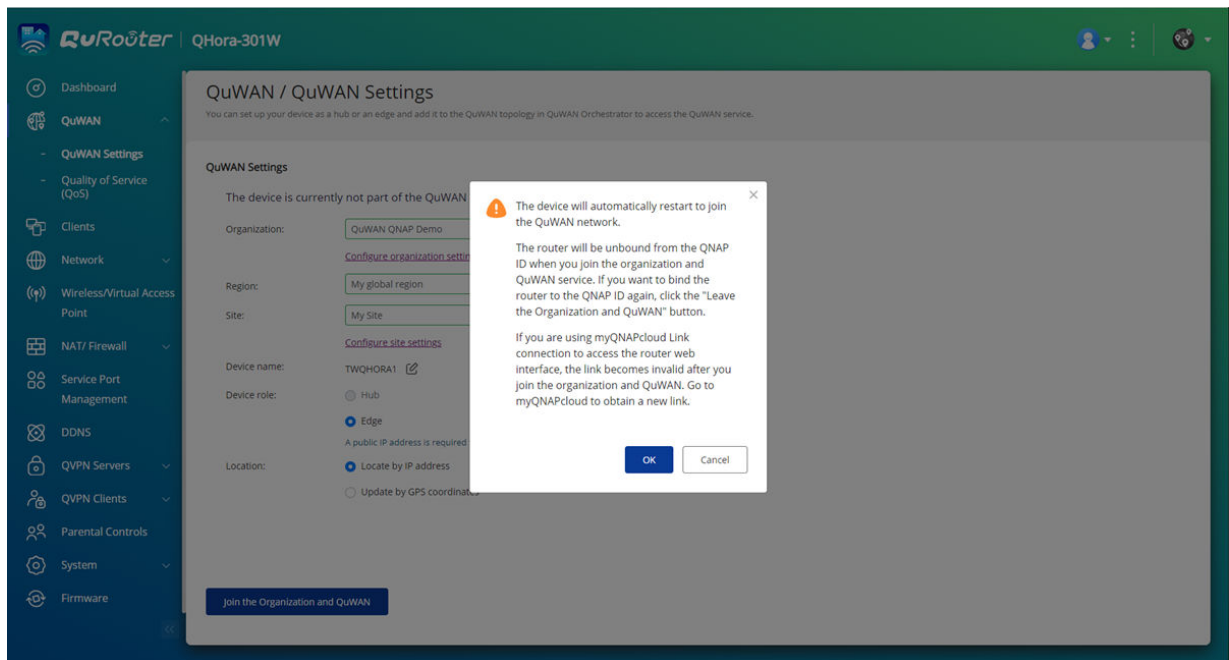 QuRouter | QHora-301W
Dashboard
QuWAN
QuWAN Settings
Quality of Service
(QoS)
Clients
Network
Wireless/Virtual Access
Point
NAT/ Firewall
Service Port
Management
DDNS
QVPN Servers
QVPN Clients
Parental Controls
System
Firmware
QuWAN / QuWAN Settings
You can set up your device as a hub or an edge and add it to the QuWAN topology in QuWAN Orchestrator to access the QuWAN service.
QuWAN Settings
The device is currently not part of the QuWAN
Organization:
QuWAN QNAP Demo
Configure organization settin
Region:
My global region
Site:
My Site
Configure site settings
Device name:
TWQHORA1
Device role:
Hub
Edge
A public IP address is required
Location:
Locate by IP address
Update by GPS coordinates
Join the Organization and QuWAN
The device will automatically restart to join
the QuWAN network.
The router will be unbound from the QNAP
ID when you join the organization and
QuWAN service. If you want to bind the
router to the QNAP ID again, click the "Leave
the Organization and QuWAN" button.
If you are using myQNAPcloud Link
connection to access the router web
interface, the link becomes invalid after you
join the organization and QuWAN. Go to
myQNAPcloud to obtain a new link.
OK
Cancel